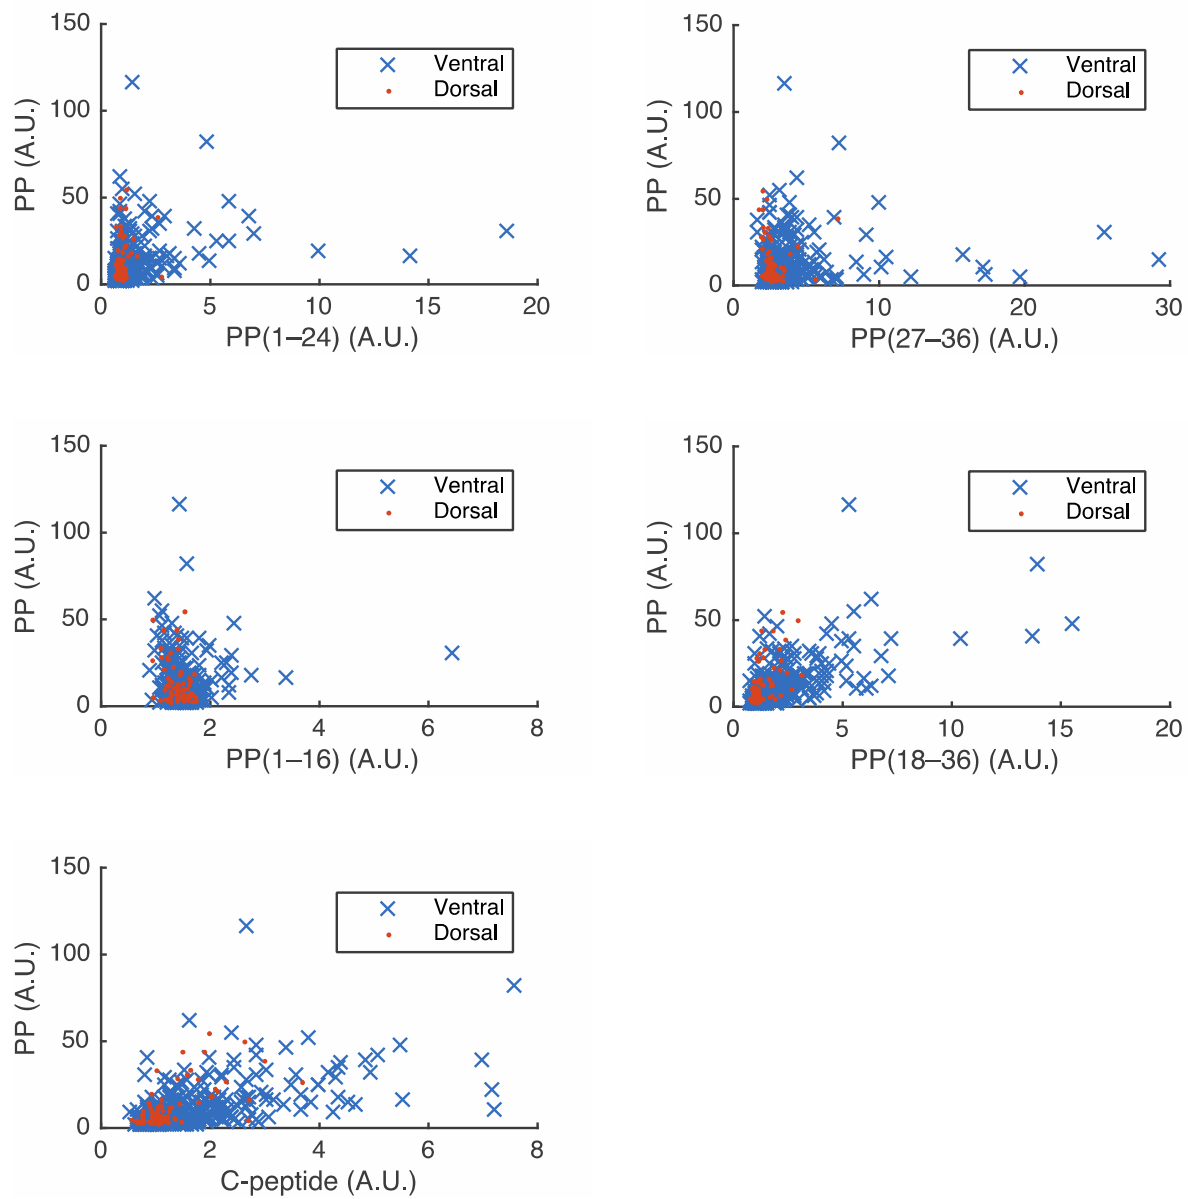 150
100
50
0
PP (A.U.)
Ventral
Dorsal
0 5 10 15 20
PP(1–24) (A.U.)
150
100
50
0
PP (A.U.)
Ventral
Dorsal
0 10 20 30
PP(27–36) (A.U.)
150
100
50
0
PP (A.U.)
Ventral
Dorsal
0 2 4 6 8
PP(1–16) (A.U.)
150
100
50
0
PP (A.U.)
Ventral
Dorsal
0 5 10 15 20
PP(18–36) (A.U.)
150
100
50
0
PP (A.U.)
Ventral
Dorsal
0 2 4 6 8
C-peptide (A.U.)